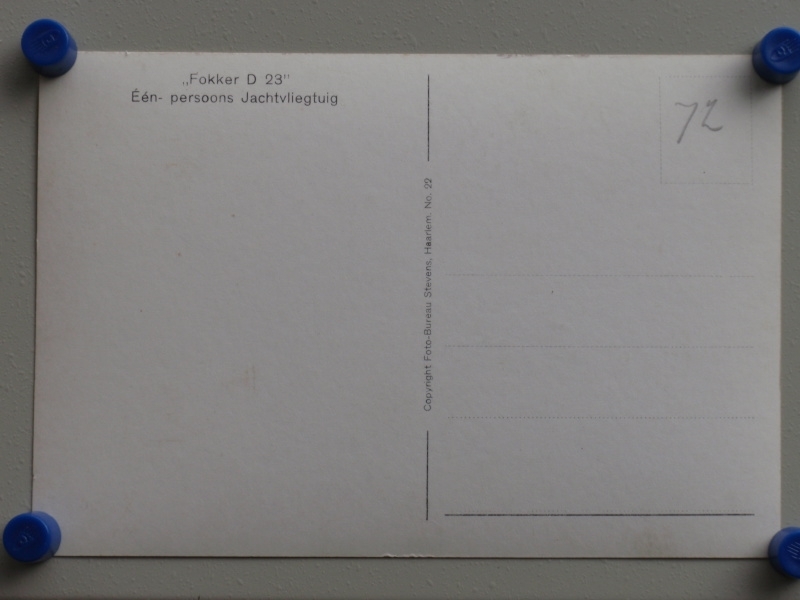 „Fokker D 23"
Één- persoons Jachtvliegtuig
Copyright Foto-Bureau Stevens, Haarlem. No. 22
72